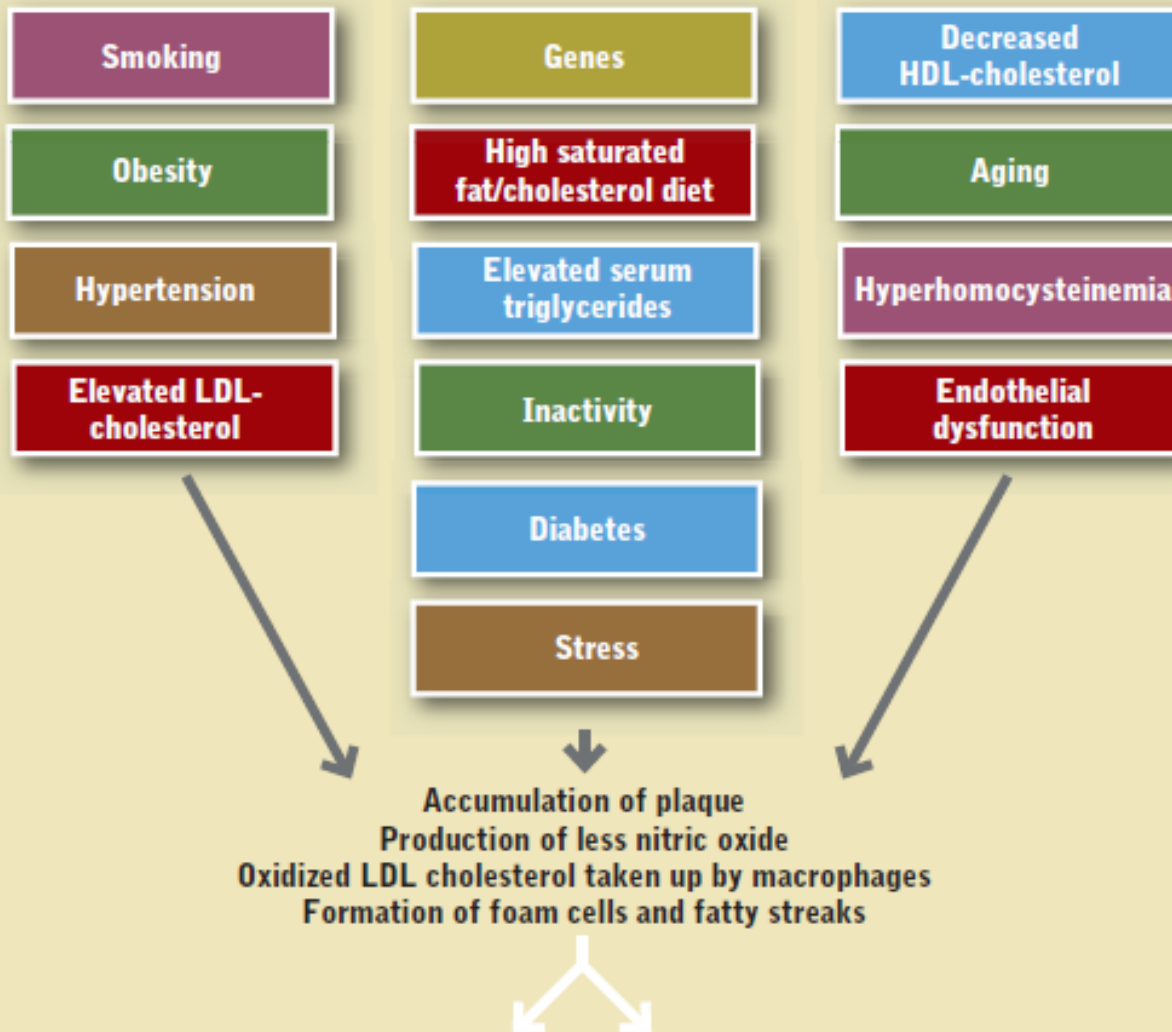 Smoking
Obesity
Hypertension
Elevated LDL-
cholesterol
Genes
High saturated
fat/cholesterol diet
Elevated serum
triglycerides
Inactivity
Diabetes
Stress
Decreased
HDL-cholesterol
Aging
Hyperhomocysteinemia
Endothelial
dysfunction
Accumulation of plaque
Production of less nitric oxide
Oxidized LDL cholesterol taken up by macrophages
Formation of foam cells and fatty streaks